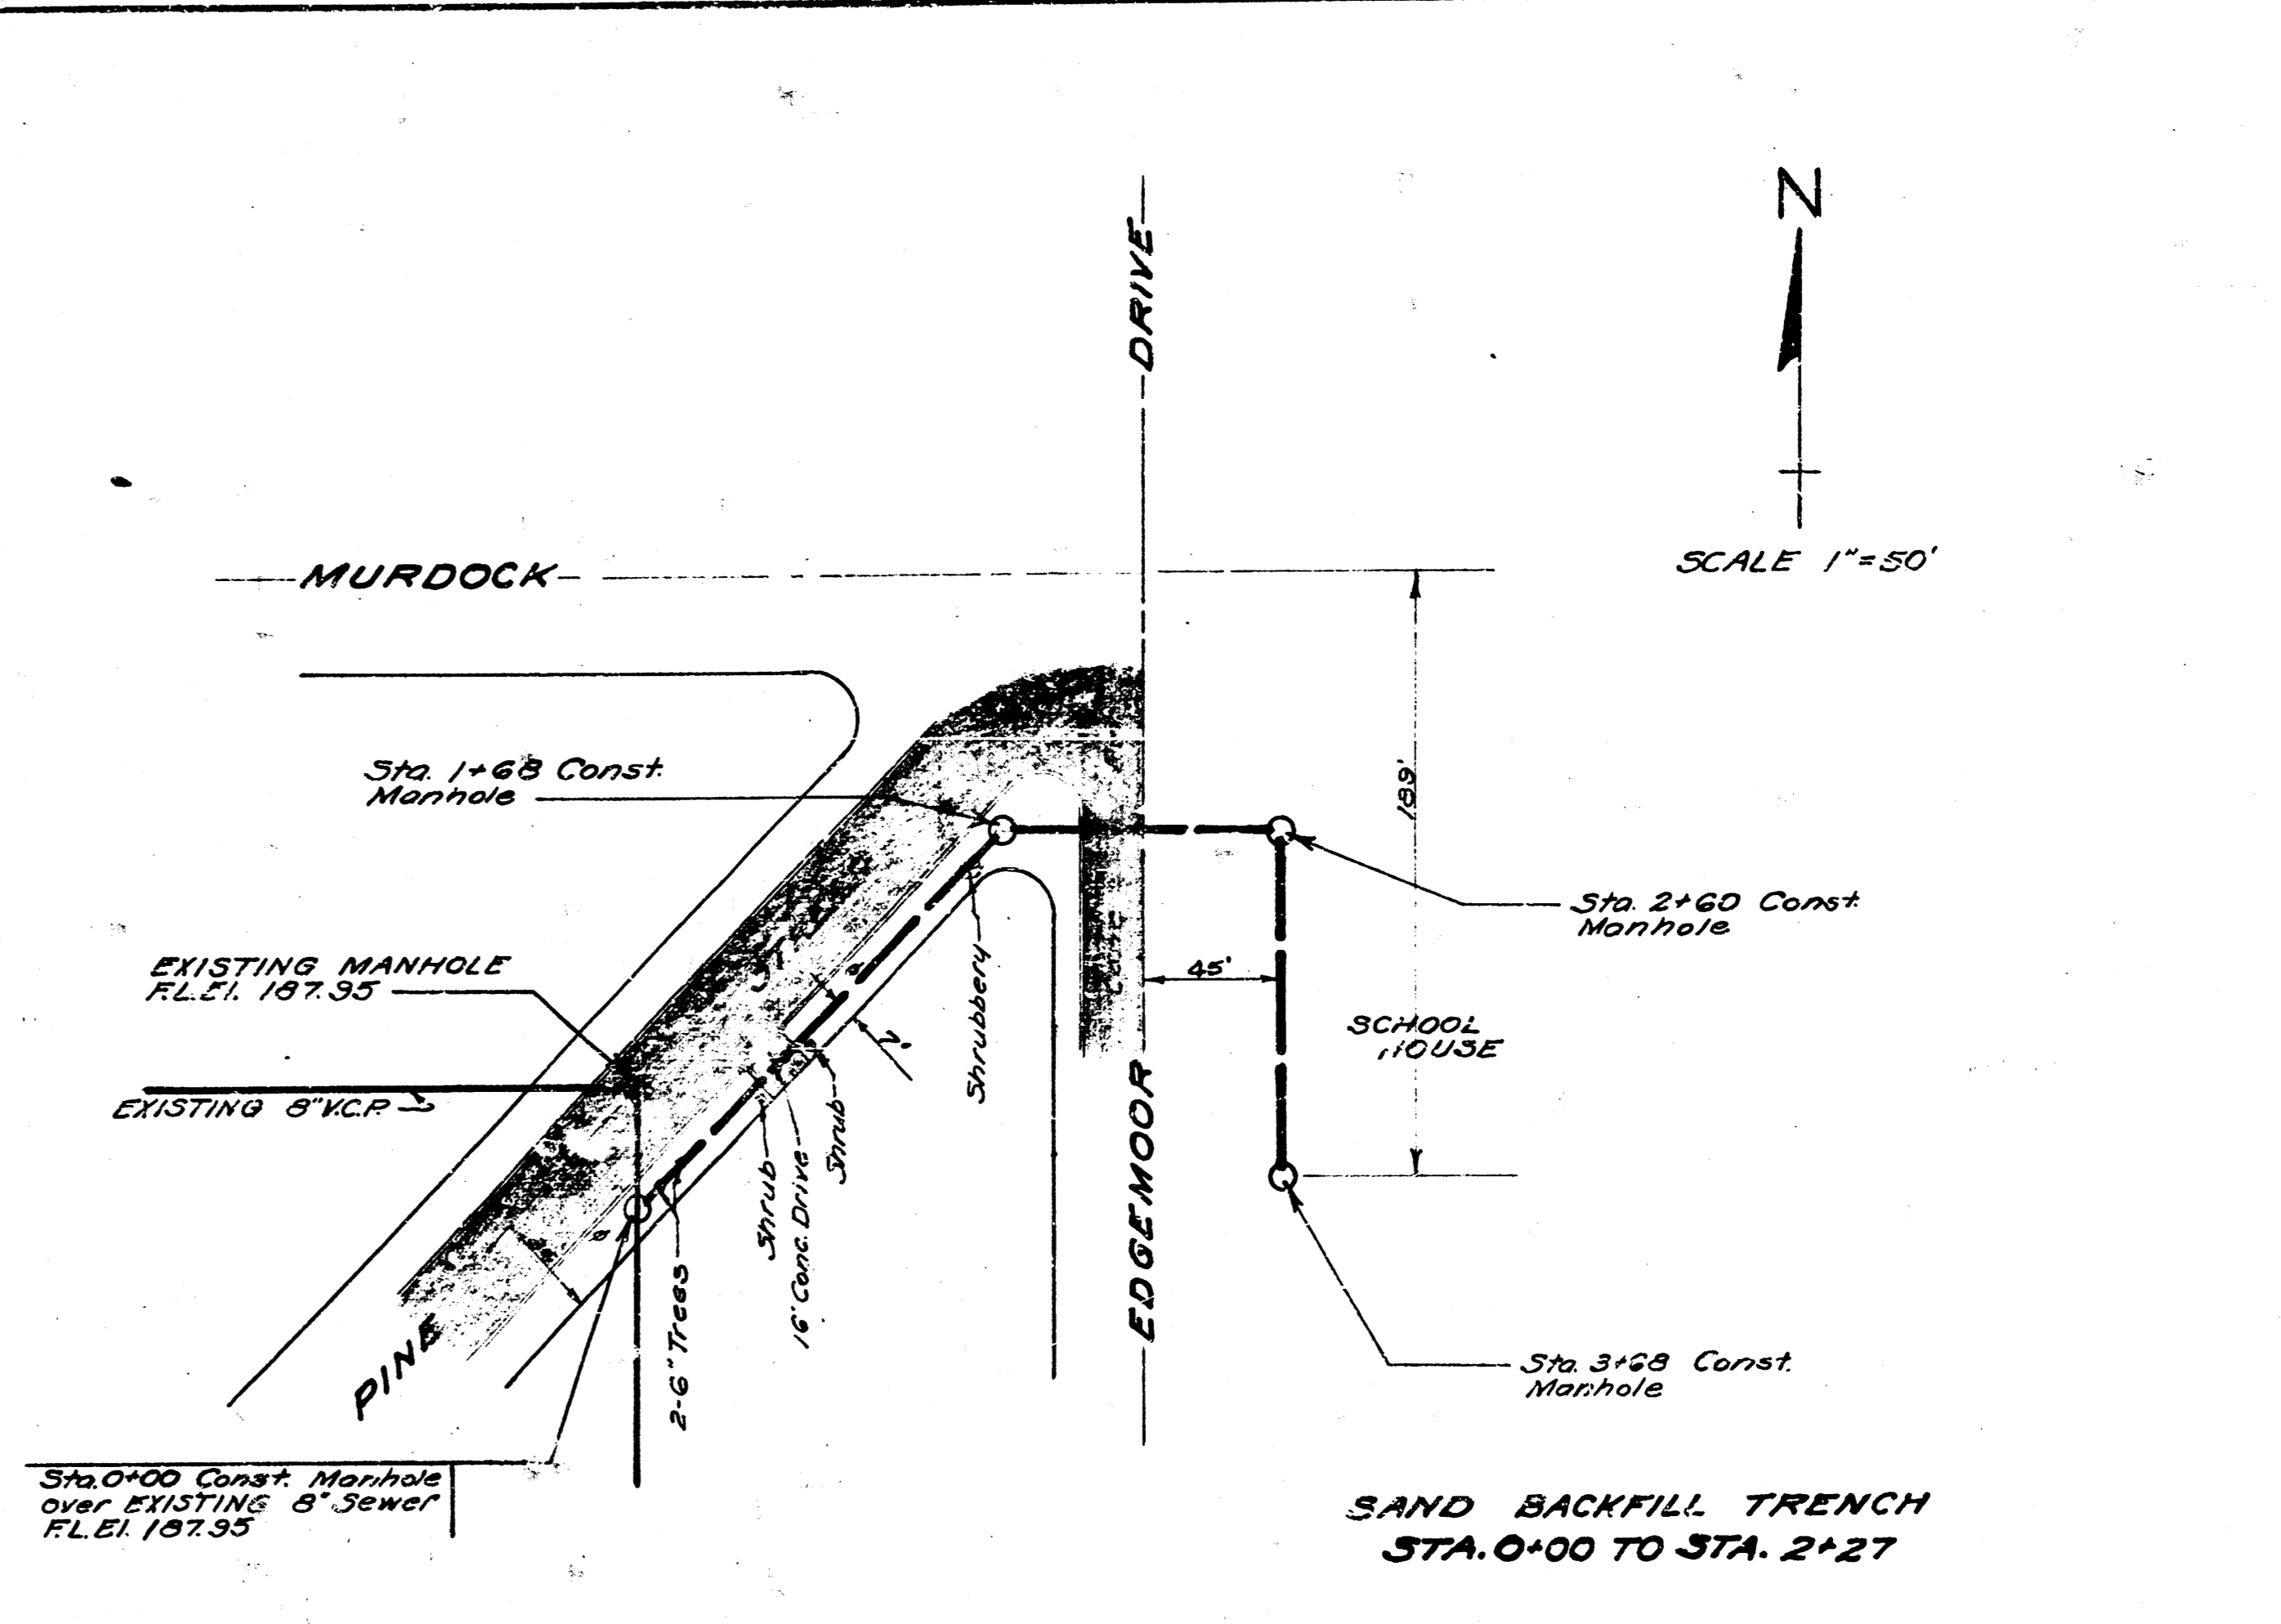 N
SCALE 1"=50'
DRIVE
MURDOCK
189'
Sta. 1+68 Const.
Manhole
Sta. 2+60 Const.
Manhole
EXISTING MANHOLE
F.L.El. 187.95
45'
Shrubbery
SCHOOL
HOUSE
EXISTING 8"V.C.P.
Shrub
16" Conc. Drive
Shrub
2-6" Trees
EDGEMOOR
PINE
Sta. 3+68 Const.
Manhole
Sta.0+00 Const. Manhole
over EXISTING 8" Sewer
F.L.El. 187.95
SAND BACKFILL TRENCH
STA. 0+00 TO STA. 2+27